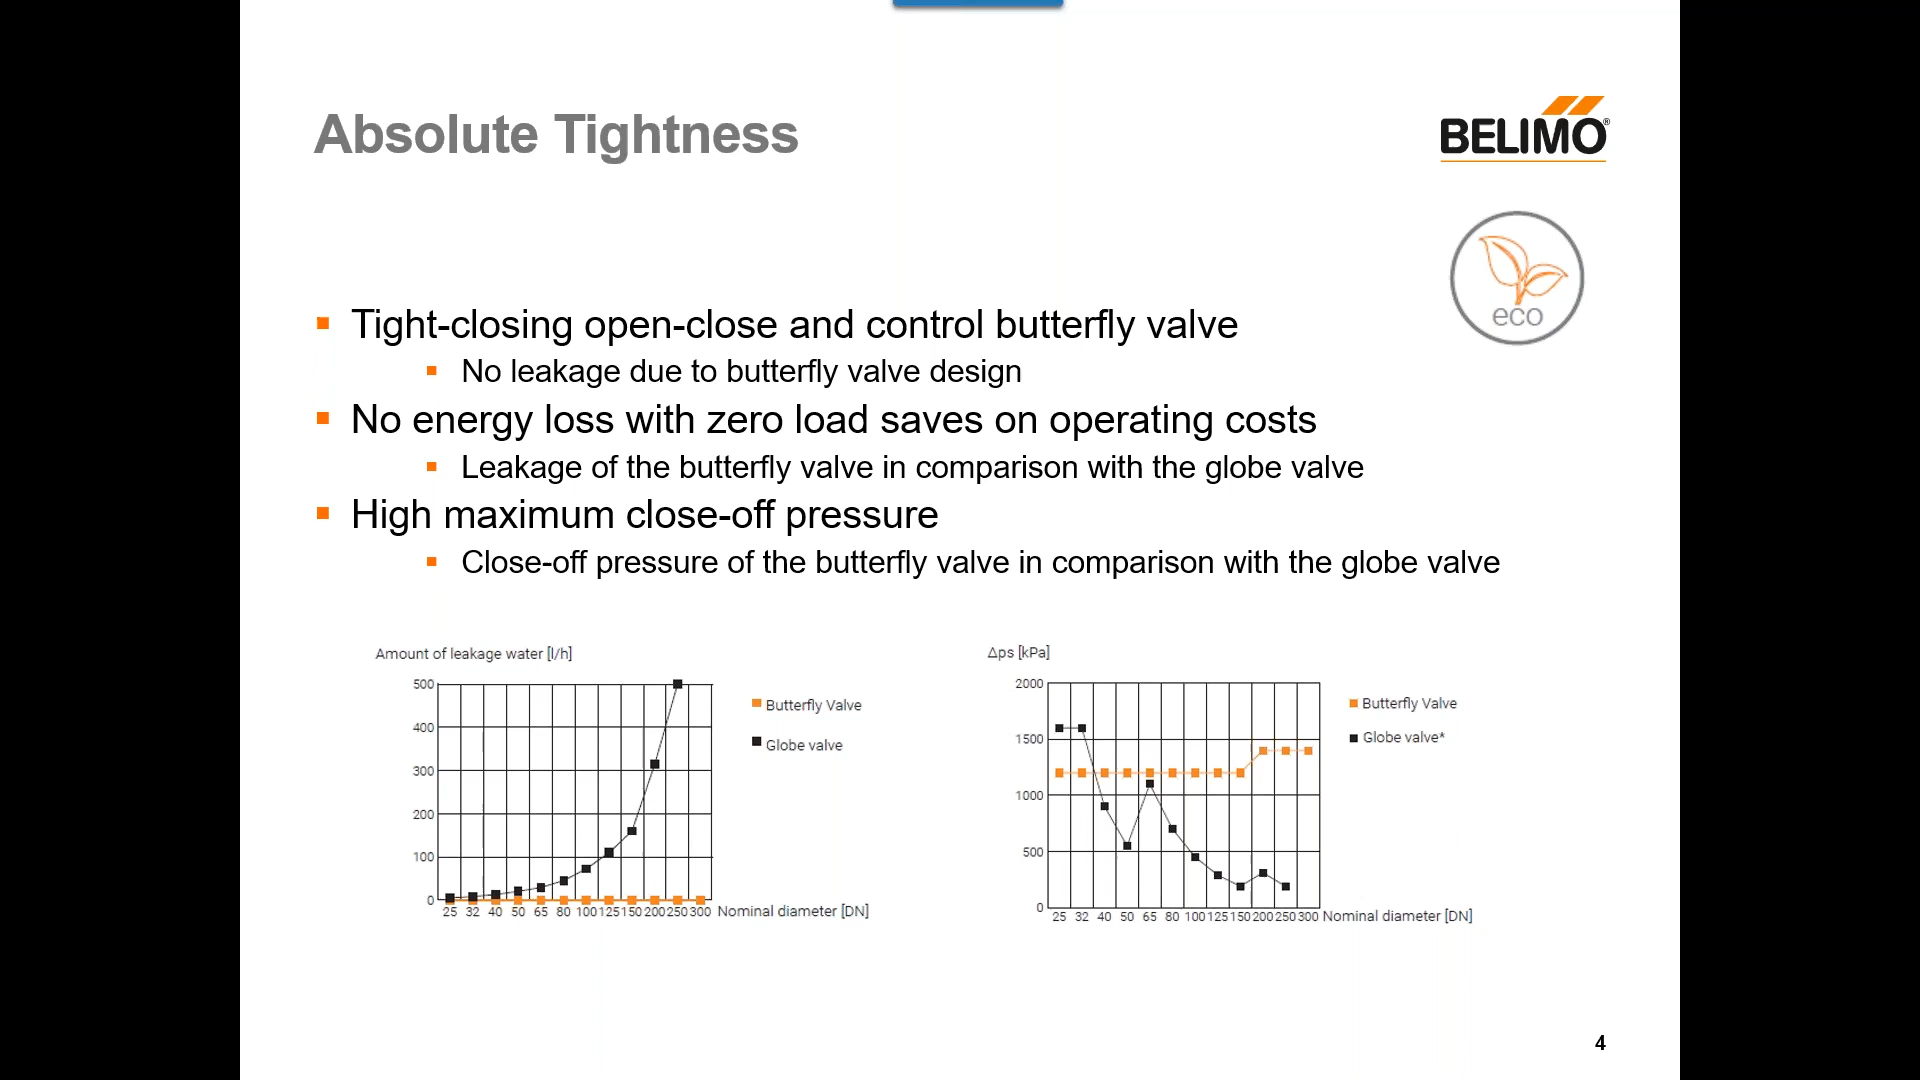 Absolute Tightness
BELIMO®
eco
Tight-closing open-close and control butterfly valve
No leakage due to butterfly valve design
No energy loss with zero load saves on operating costs
Leakage of the butterfly valve in comparison with the globe valve
High maximum close-off pressure
Close-off pressure of the butterfly valve in comparison with the globe valve
Amount of leakage water [l/h]
500
400
300
200
100
0
25 32 40 50 65 80 100 125 150 200 250 300 Nominal diameter [DN]
Butterfly Valve
Globe valve
Δps [kPa]
2000
1500
1000
500
0
25 32 40 50 65 80 100 125 150 200 250 300 Nominal diameter [DN]
Butterfly Valve
Globe valve*
4